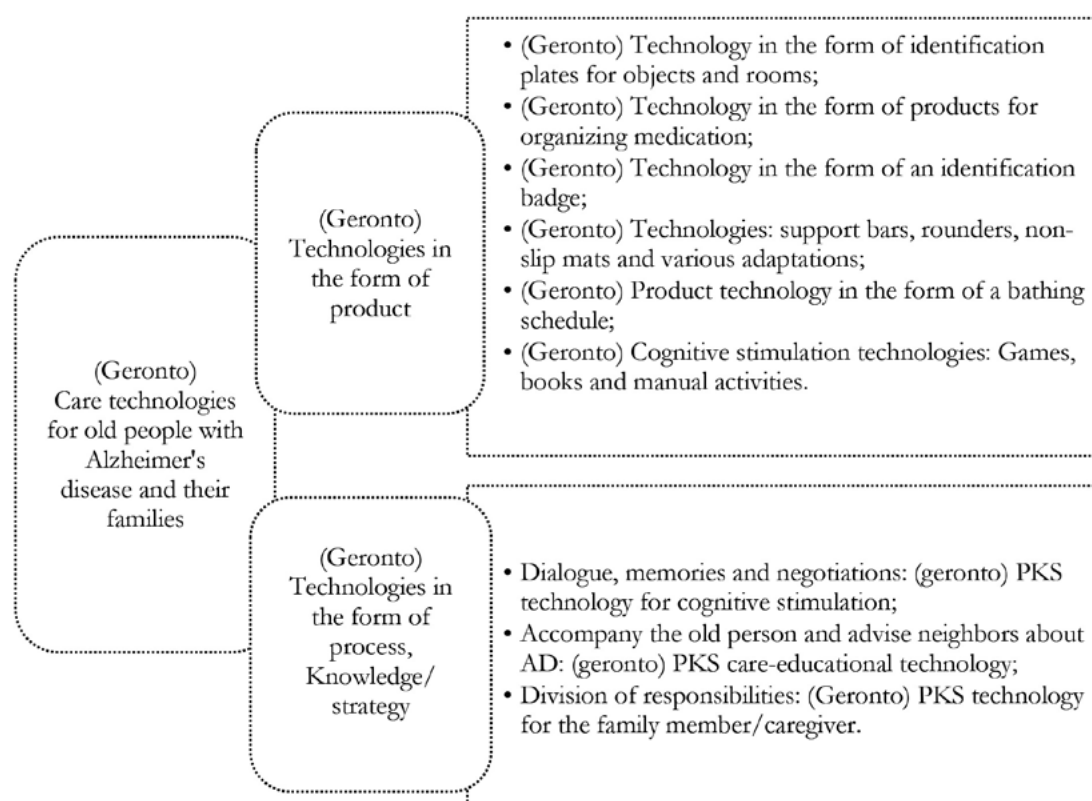 (Geronto)
Care technologies
for old people with
Alzheimer's
disease and their
families
(Geronto)
Technologies in
the form of
product
• (Geronto) Technology in the form of identification
plates for objects and rooms;
• (Geronto) Technology in the form of products for
organizing medication;
• (Geronto) Technology in the form of an identification
badge;
• (Geronto) Technologies: support bars, rounders, non-
slip mats and various adaptations;
• (Geronto) Product technology in the form of a bathing
schedule;
• (Geronto) Cognitive stimulation technologies: Games,
books and manual activities.
(Geronto)
Technologies in
the form of
process,
Knowledge/
strategy
• Dialogue, memories and negotiations: (geronto) PKS
technology for cognitive stimulation;
• Accompany the old person and advise neighbors about
AD: (geronto) PKS care-educational technology;
• Division of responsibilities: (Geronto) PKS technology
for the family member/caregiver.